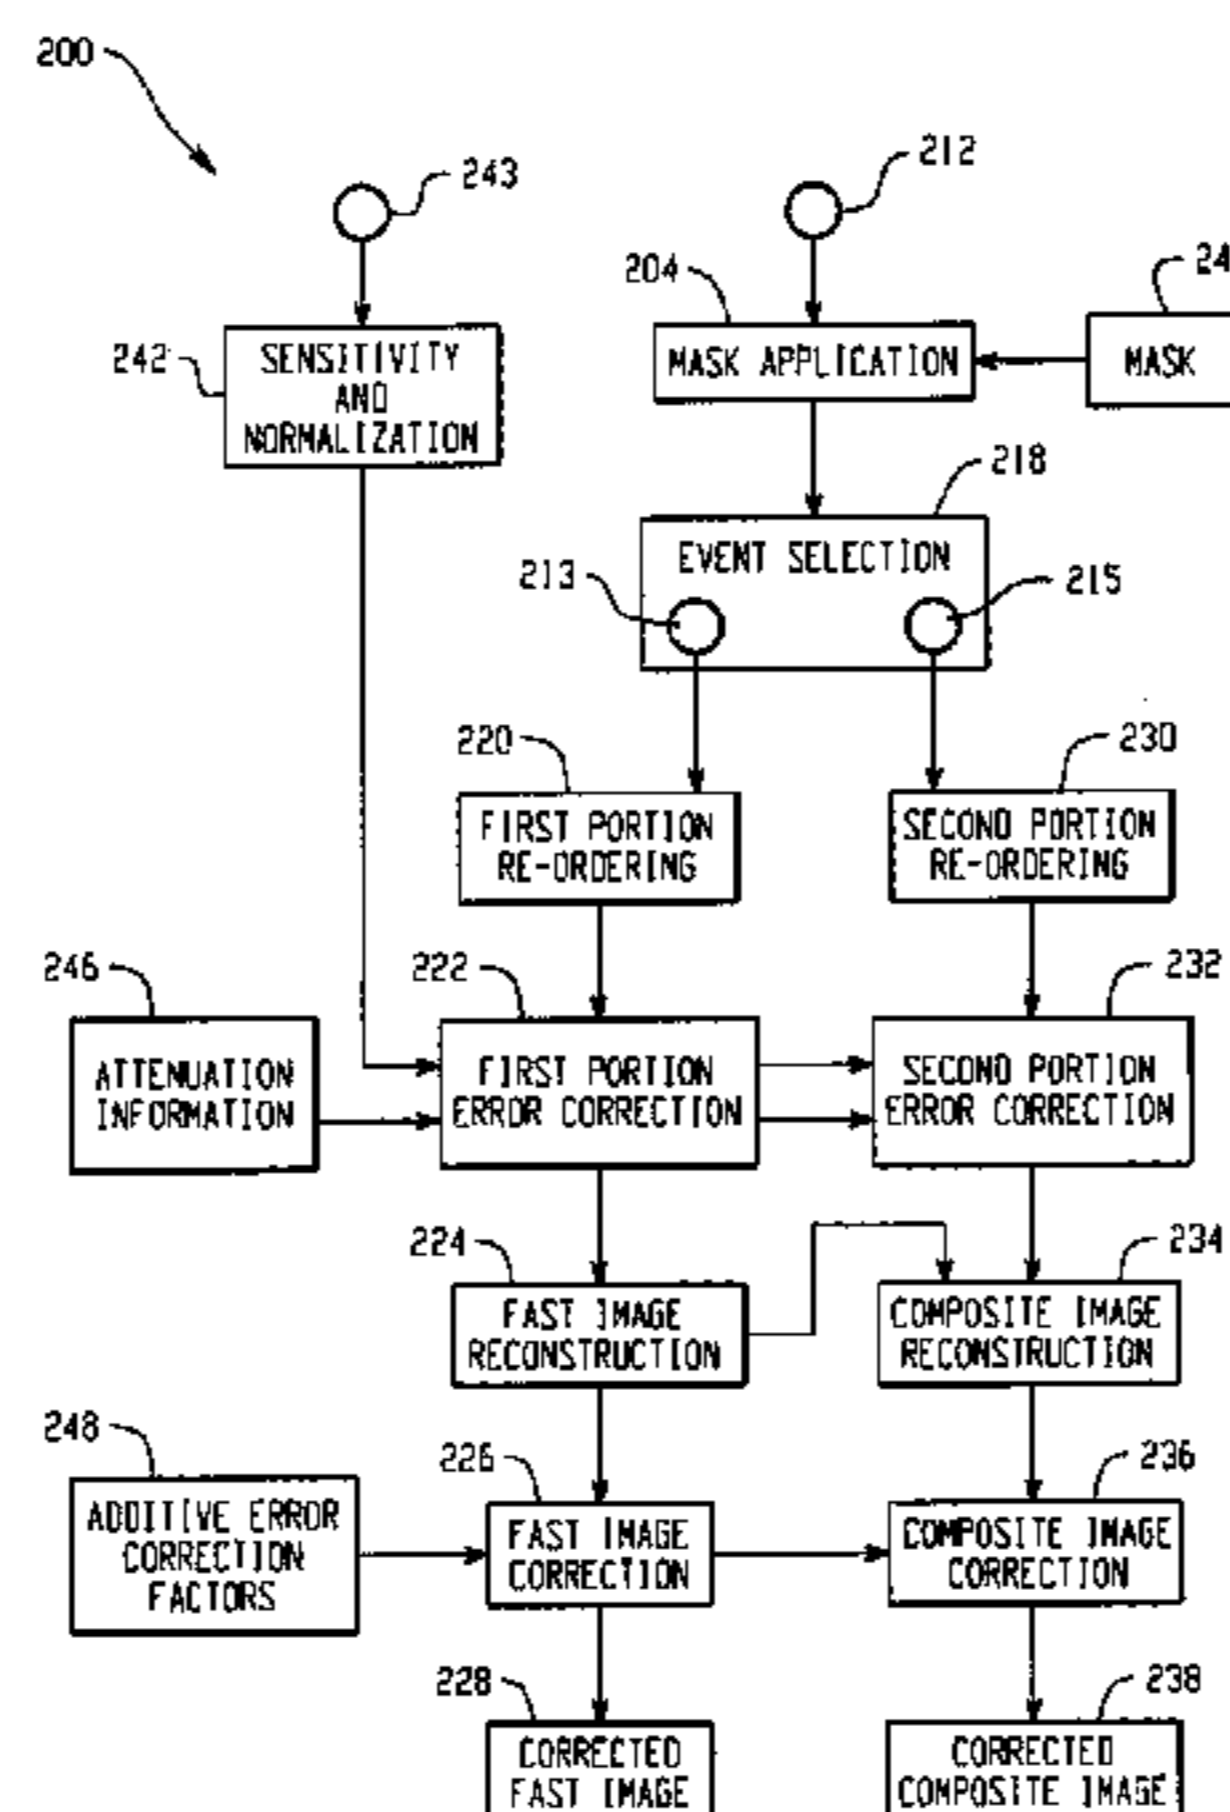 200
243
212
204
242
SENSITIVITY
AND
NORMALIZATION
MASK APPLICATION
MASK
218
EVENT SELECTION
213
215
220
230
FIRST PORTION
RE-ORDERING
SECOND PORTION
RE-ORDERING
246
222
232
ATTENUATION
INFORMATION
FIRST PORTION
ERROR CORRECTION
SECOND PORTION
ERROR CORRECTION
224
234
FAST IMAGE
RECONSTRUCTION
COMPOSITE IMAGE
RECONSTRUCTION
248
226
236
ADDITIVE ERROR
CORRECTION
FACTORS
FAST IMAGE
CORRECTION
COMPOSITE IMAGE
CORRECTION
228
238
CORRECTED
FAST IMAGE
CORRECTED
COMPOSITE IMAGE